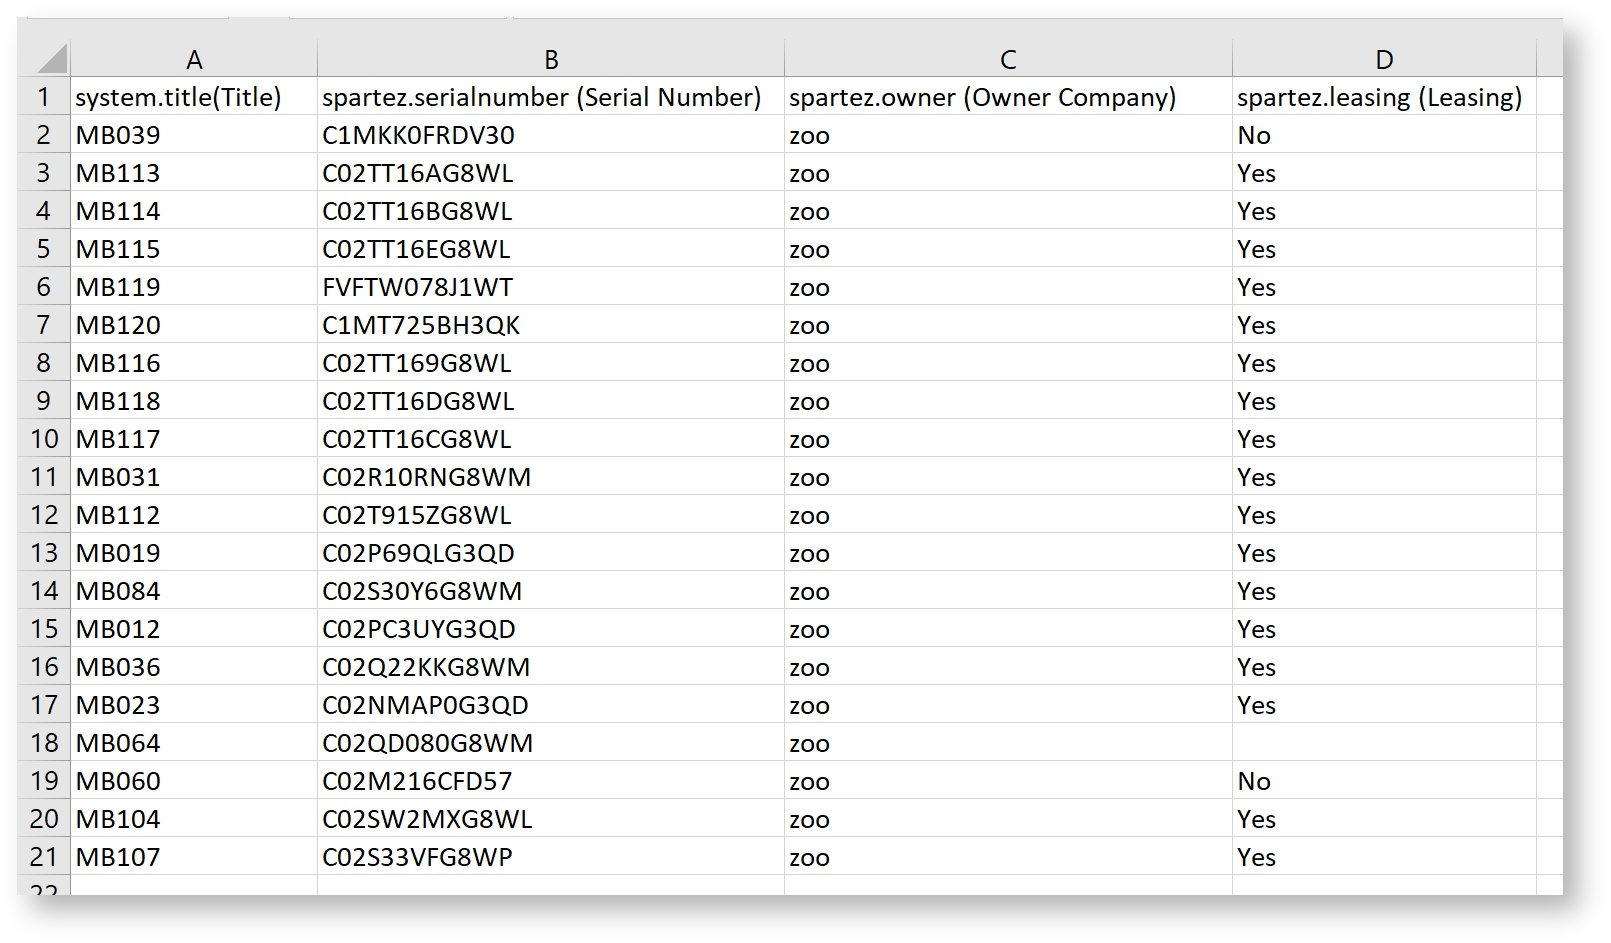 A B C D
1 system.title(Title) spartez.serialnumber (Serial Number) spartez.owner (Owner Company) spartez.leasing (Leasing)
2 MB039 C1MKK0FRDV30 zoo No
3 MB113 C02TT16AG8WL zoo Yes
4 MB114 C02TT16BG8WL zoo Yes
5 MB115 C02TT16EG8WL zoo Yes
6 MB119 FVFTW078J1WT zoo Yes
7 MB120 C1MT725BH3QK zoo Yes
8 MB116 C02TT169G8WL zoo Yes
9 MB118 C02TT16DG8WL zoo Yes
10 MB117 C02TT16CG8WL zoo Yes
11 MB031 C02R10RNG8WM zoo Yes
12 MB112 C02T915ZG8WL zoo Yes
13 MB019 C02P69QLG3QD zoo Yes
14 MB084 C02S30Y6G8WM zoo Yes
15 MB012 C02PC3UYG3QD zoo Yes
16 MB036 C02Q22KKG8WM zoo Yes
17 MB023 C02NMAP0G3QD zoo Yes
18 MB064 C02QD080G8WM zoo
19 MB060 C02M216CFD57 zoo No
20 MB104 C02SW2MXG8WL zoo Yes
21 MB107 C02S33VFG8WP zoo Yes
22